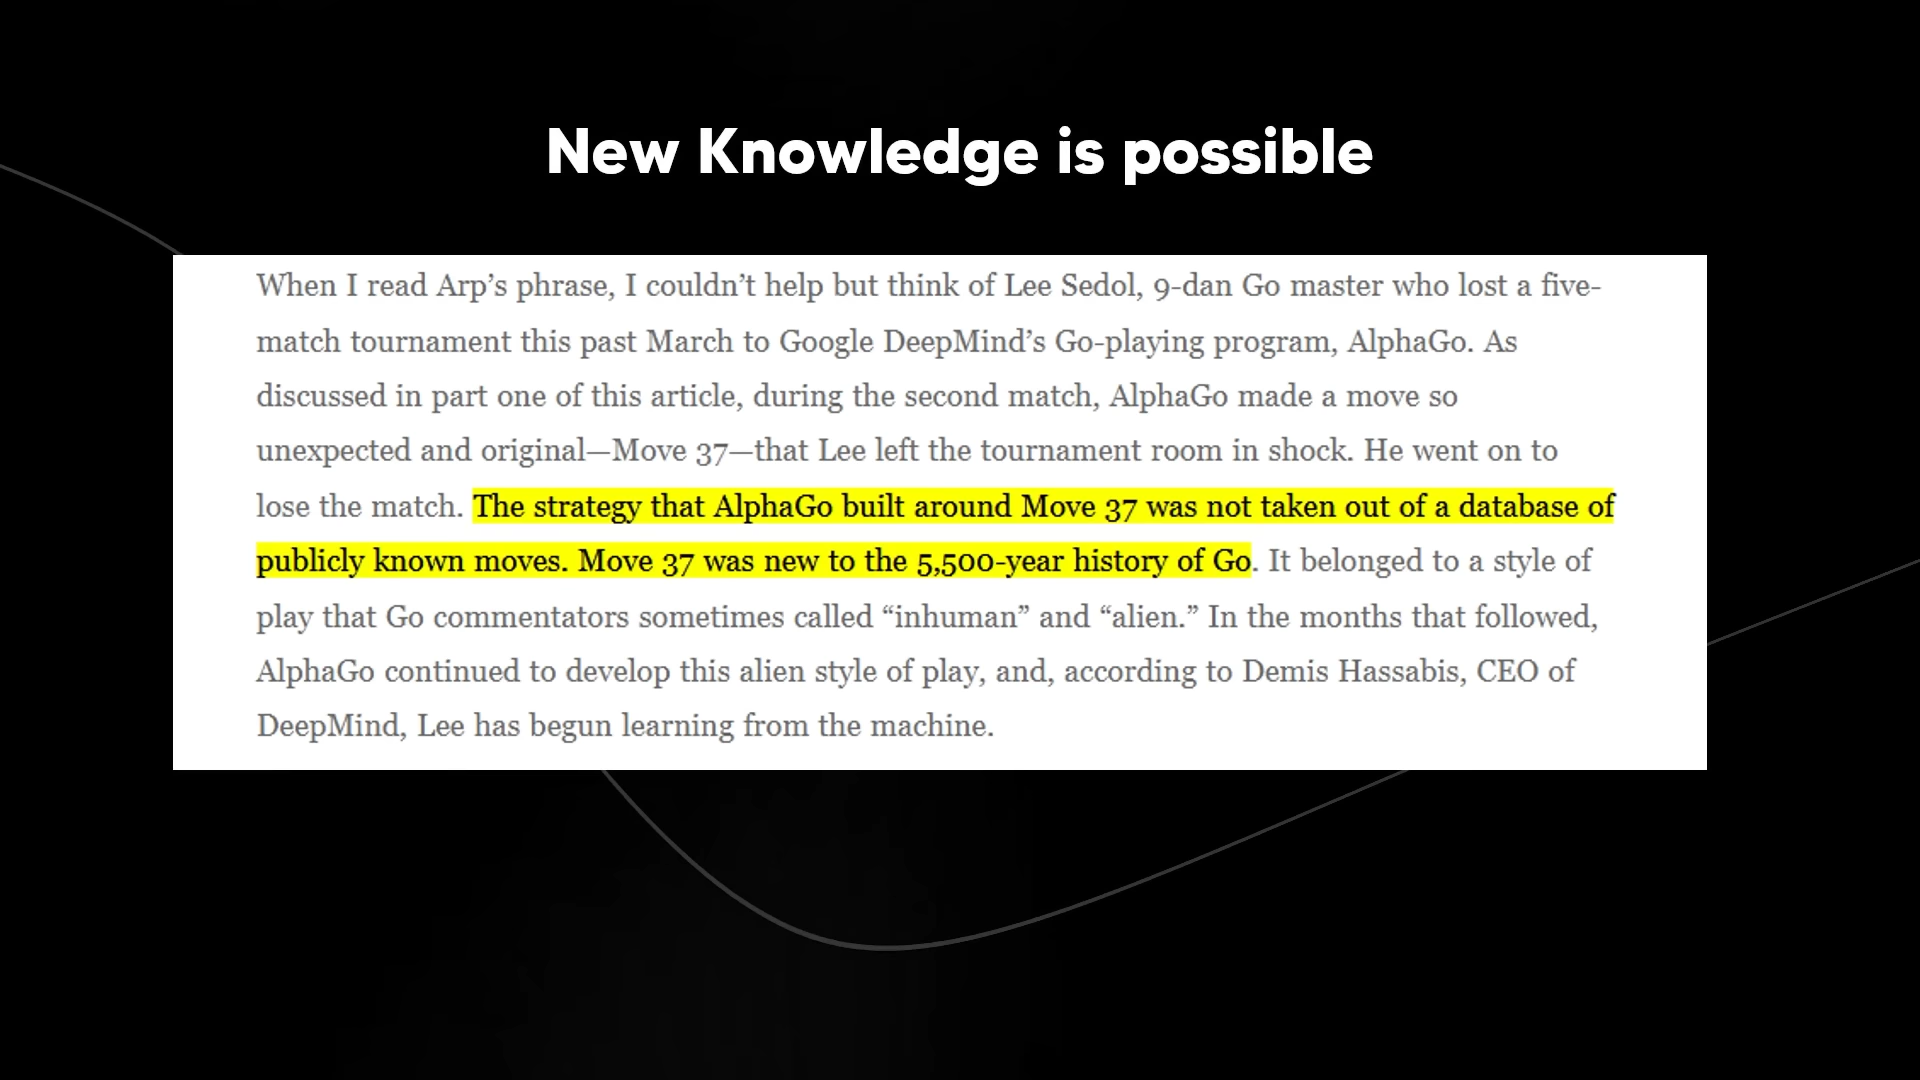 New Knowledge is possible
When I read Arp’s phrase, I couldn’t help but think of Lee Sedol, 9-dan Go master who lost a five-
match tournament this past March to Google DeepMind’s Go-playing program, AlphaGo. As
discussed in part one of this article, during the second match, AlphaGo made a move so
unexpected and original—Move 37—that Lee left the tournament room in shock. He went on to
lose the match. The strategy that AlphaGo built around Move 37 was not taken out of a database of
publicly known moves. Move 37 was new to the 5,500-year history of Go. It belonged to a style of
play that Go commentators sometimes called “inhuman” and “alien.” In the months that followed,
AlphaGo continued to develop this alien style of play, and, according to Demis Hassabis, CEO of
DeepMind, Lee has begun learning from the machine.